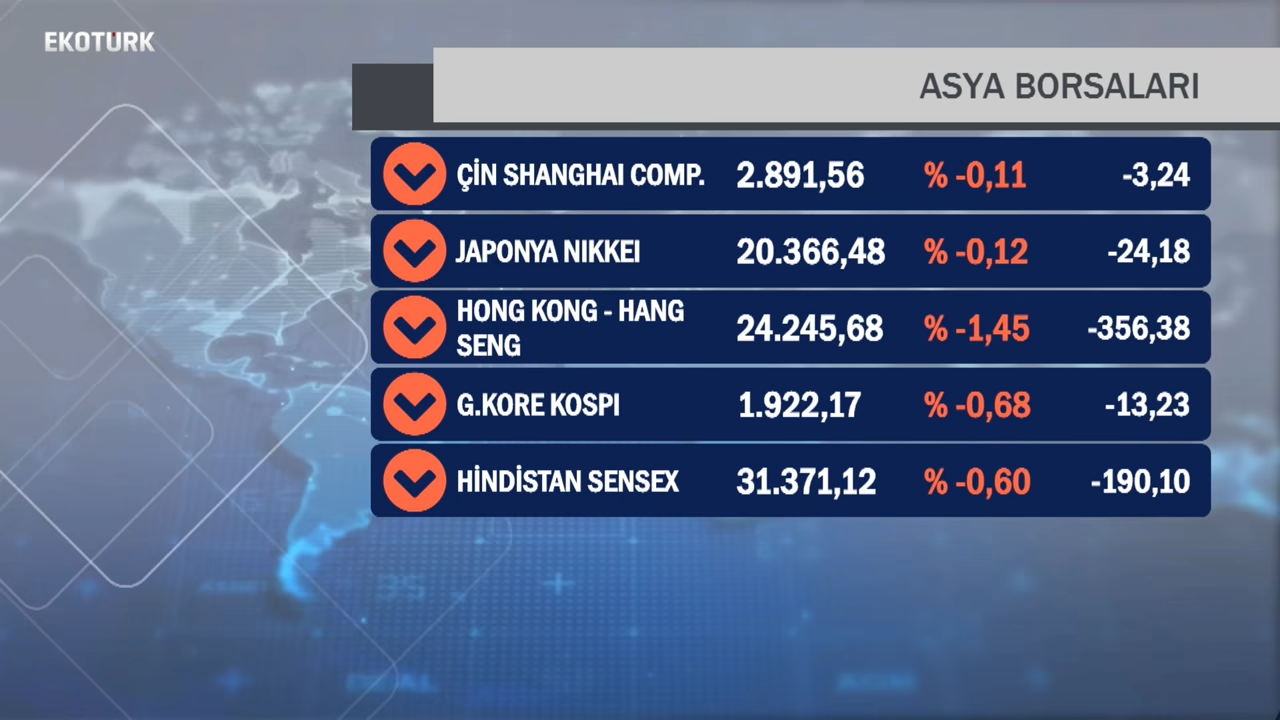 EKOTÜRK
ASYA BORSALARI
ÇİN SHANGHAI COMP. 2.891,56 % -0,11 -3,24
JAPONYA NIKKEI 20.366,48 % -0,12 -24,18
HONG KONG - HANG
SENG 24.245,68 % -1,45 -356,38
G.KORE KOSPI 1.922,17 % -0,68 -13,23
HİNDİSTAN SENSEX 31.371,12 % -0,60 -190,10